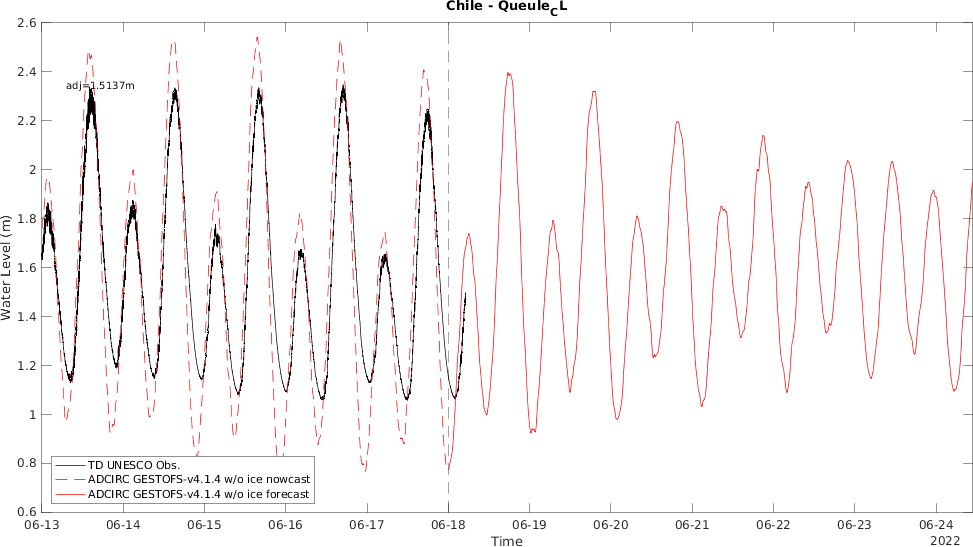 Chile - Queule_CL
2.6
2.4
2.2
2
1.8
1.6
1.4
1.2
1
0.8
0.6
Water Level (m)
adj=1.5137m
TD UNESCO Obs.
ADCIRC GESTOFS-v4.1.4 w/o ice nowcast
ADCIRC GESTOFS-v4.1.4 w/o ice forecast
06-13 06-14 06-15 06-16 06-17 06-18 06-19 06-20 06-21 06-22 06-23 06-24
Time
2022